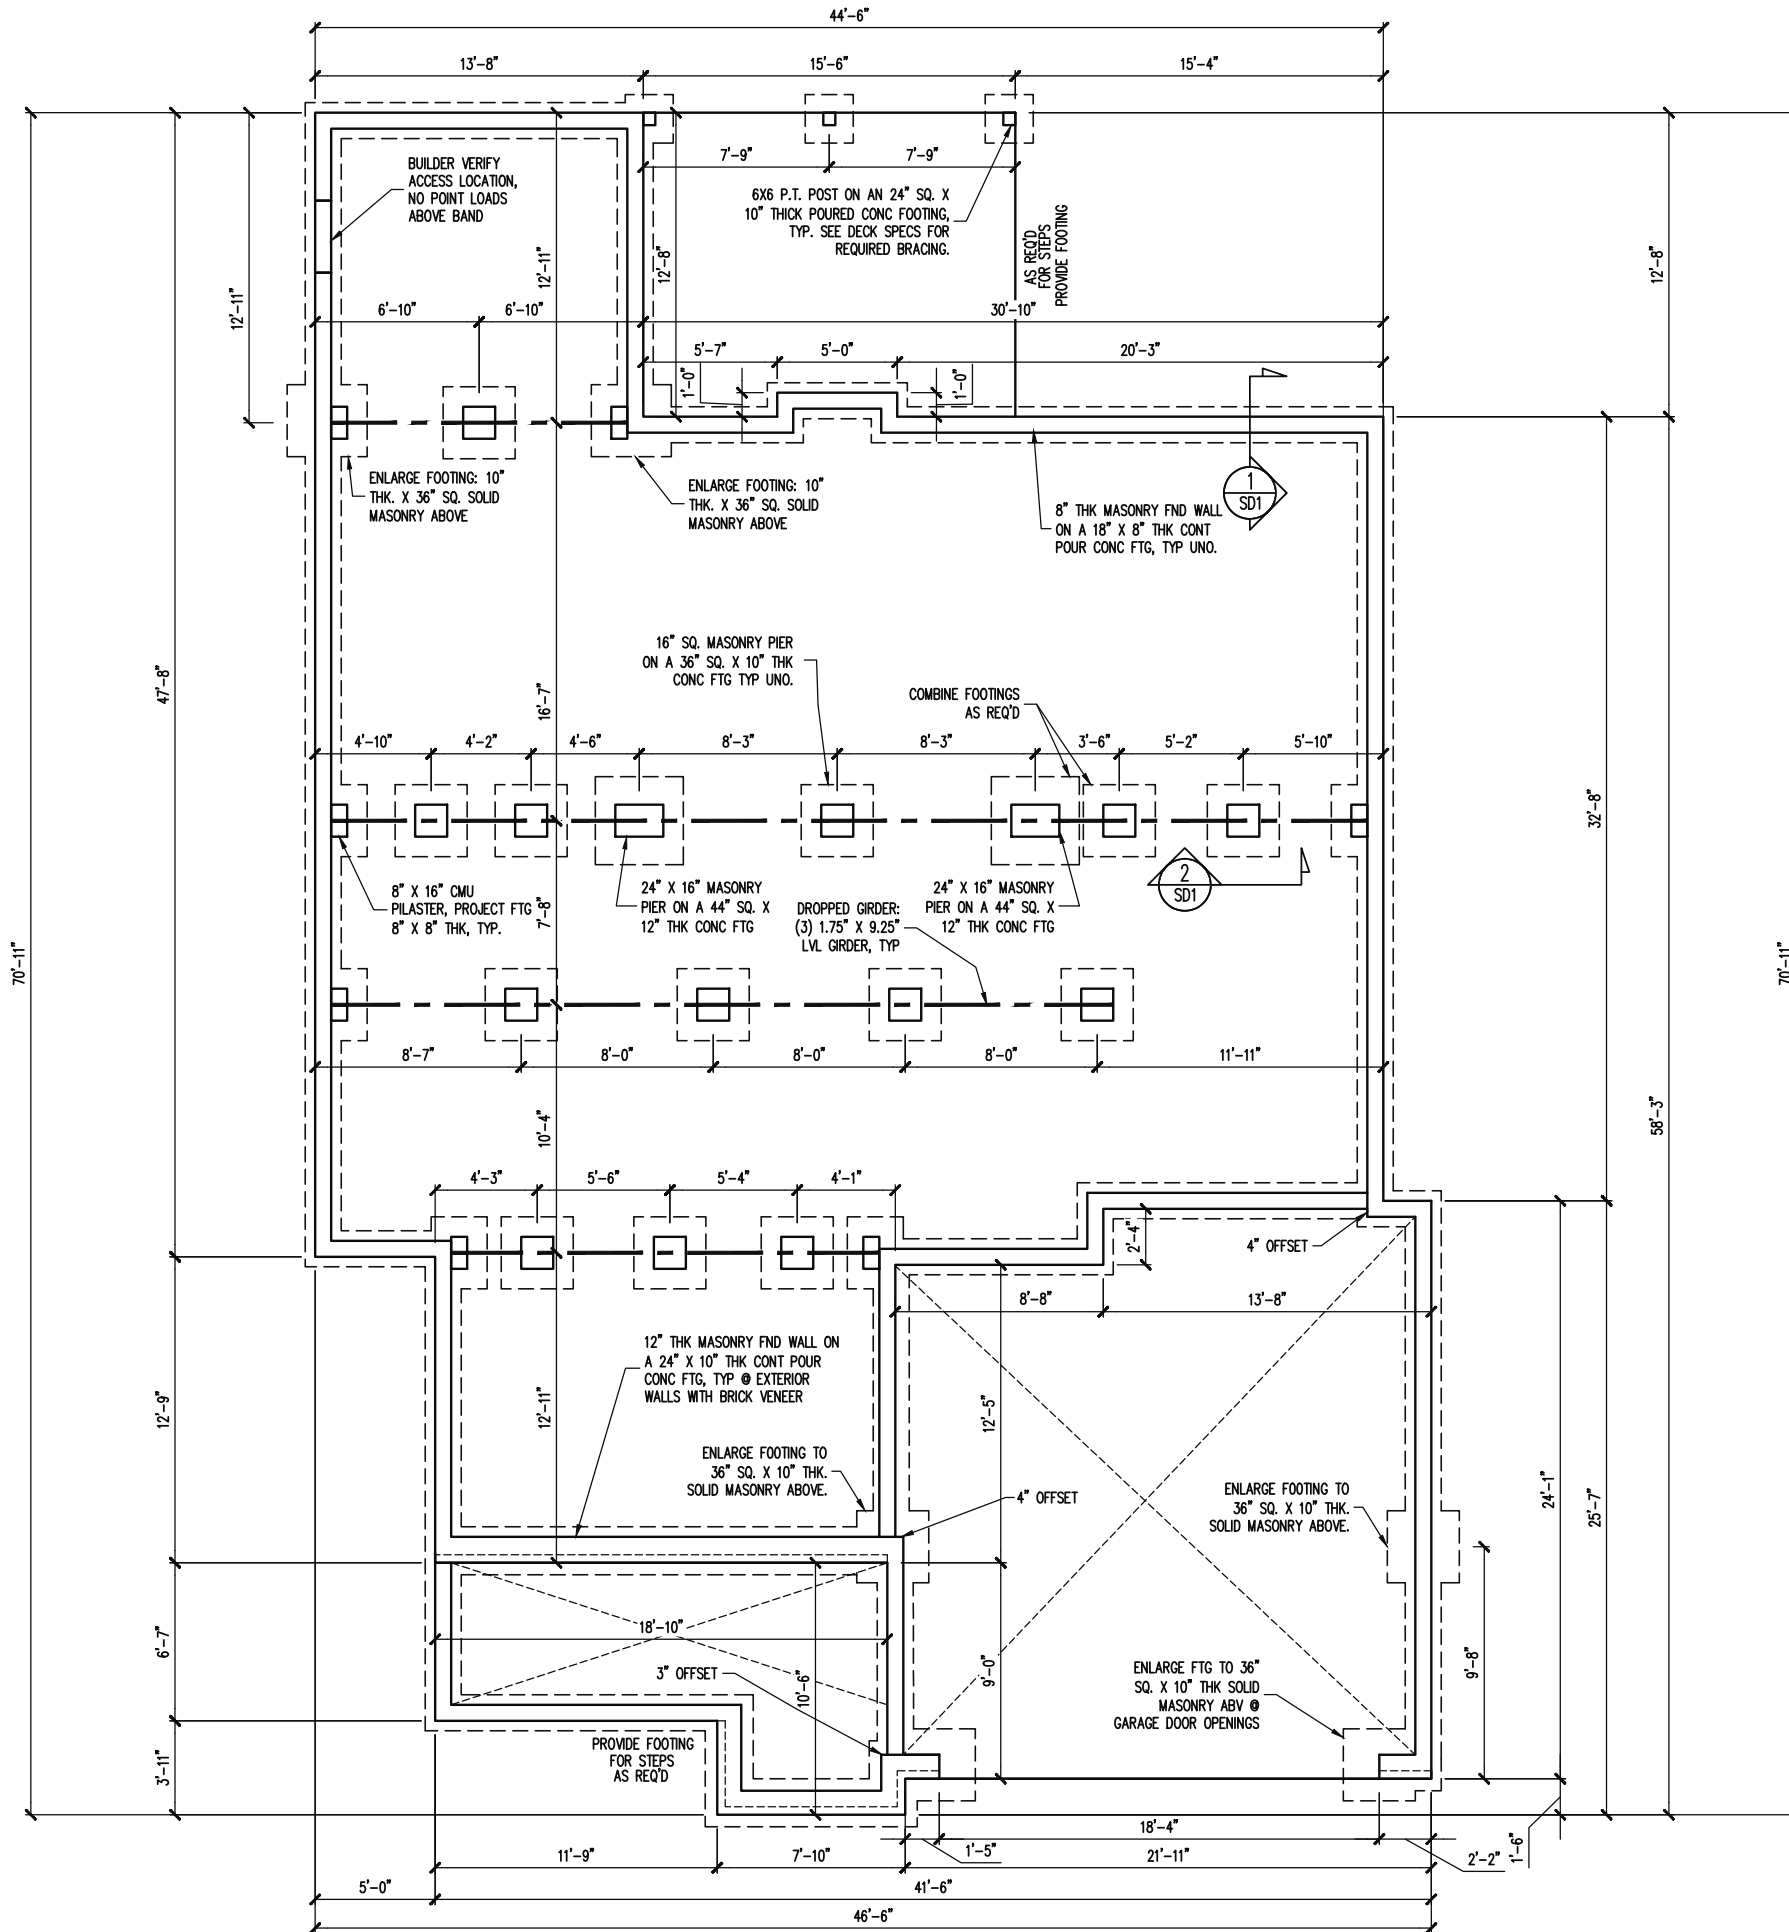 44'-6"
13'-8"
15'-6"
15'-4"
BUILDER VERIFY
ACCESS LOCATION,
NO POINT LOADS
ABOVE BAND
7'-9"
7'-9"
6X6 P.T. POST ON AN 24" SQ. X
10" THICK POURED CONC FOOTING,
TYP. SEE DECK SPECS FOR
REQUIRED BRACING.
AS REQ'D
FOR STEPS
PROVIDE FOOTING
12'-11"
12'-11"
12'-8"
12'-8"
6'-10"
6'-10"
30'-10"
5'-7"
5'-0"
20'-3"
1'-0"
1'-0"
ENLARGE FOOTING: 10"
THK. X 36" SQ. SOLID
MASONRY ABOVE
ENLARGE FOOTING: 10"
THK. X 36" SQ. SOLID
MASONRY ABOVE
1
SD1
8" THK MASONRY FND WALL
ON A 18" X 8" THK CONT
POUR CONC FTG, TYP UNO.
47'-8"
16'-7"
16" SQ. MASONRY PIER
ON A 36" SQ. X 10" THK
CONC FTG TYP UNO.
COMBINE FOOTINGS
AS REQ'D
4'-10"
4'-2"
4'-6"
8'-3"
8'-3"
3'-6"
5'-2"
5'-10"
32'-8"
8" X 16" CMU
PILASTER, PROJECT FTG
8" X 8" THK, TYP.
7'-8"
24" X 16" MASONRY
PIER ON A 44" SQ. X
12" THK CONC FTG
DROPPED GIRDER:
(3) 1.75" X 9.25"
LVL GIRDER, TYP
24" X 16" MASONRY
PIER ON A 44" SQ. X
12" THK CONC FTG
2
SD1
70'-11"
70'-11"
8'-7"
8'-0"
8'-0"
8'-0"
11'-11"
10'-4"
58'-3"
4'-3"
5'-6"
5'-4"
4'-1"
2'-4"
4" OFFSET
8'-8"
13'-8"
12" THK MASONRY FND WALL ON
A 24" X 10" THK CONT POUR
CONC FTG, TYP @ EXTERIOR
WALLS WITH BRICK VENEER
12'-9"
12'-11"
12'-5"
ENLARGE FOOTING TO
36" SQ. X 10" THK.
SOLID MASONRY ABOVE.
4" OFFSET
ENLARGE FOOTING TO
36" SQ. X 10" THK.
SOLID MASONRY ABOVE.
24'-1"
25'-7"
6'-7"
18'-10"
3" OFFSET
10'-6"
9'-0"
ENLARGE FTG TO 36"
SQ. X 10" THK SOLID
MASONRY ABV @
GARAGE DOOR OPENINGS
9'-8"
3'-11"
PROVIDE FOOTING
FOR STEPS
AS REQ'D
18'-4"
1'-5"
2'-2"
1'-6"
11'-9"
7'-10"
21'-11"
5'-0"
41'-6"
46'-6"